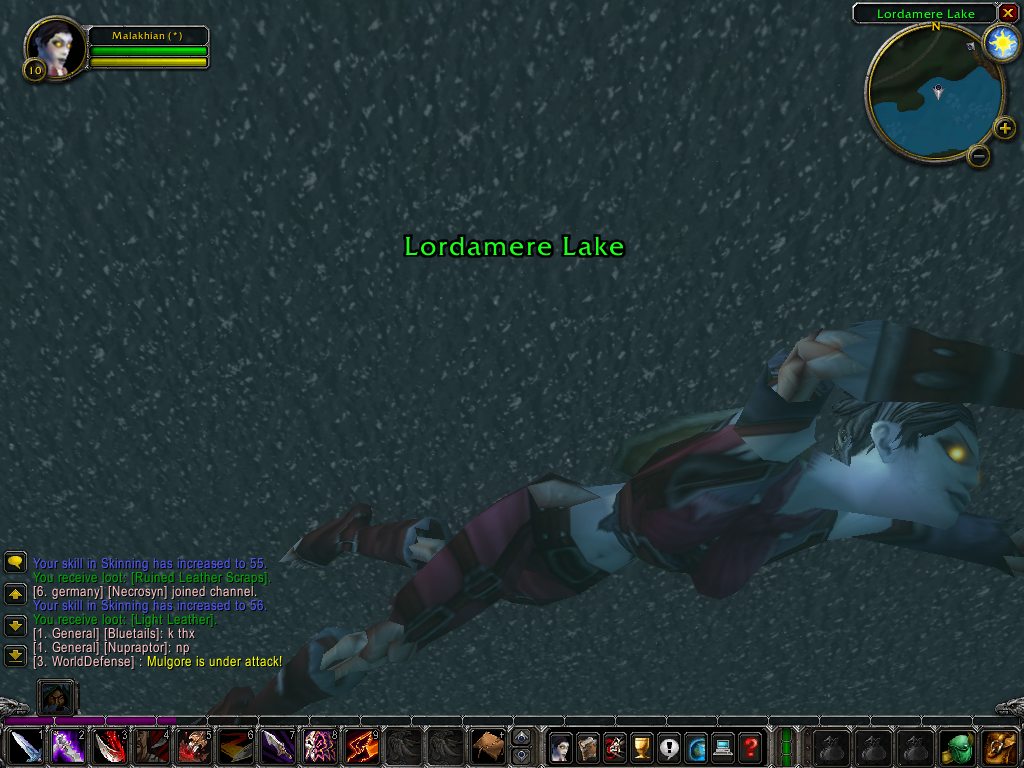 Malakhian (*)
10
Lordamere Lake
N
Lordamere Lake
Your skill in Skinning has increased to 55.
You receive loot: [Ruined Leather Scraps].
[6. germany] [Necrosyn] joined channel.
Your skill in Skinning has increased to 56.
You receive loot: [Light Leather].
[1. General] [Bluetails]: k thx
[1. General] [Nupraptor]: np
[3. WorldDefense] : Mulgore is under attack!
2 3 4 5 6 7 8 9